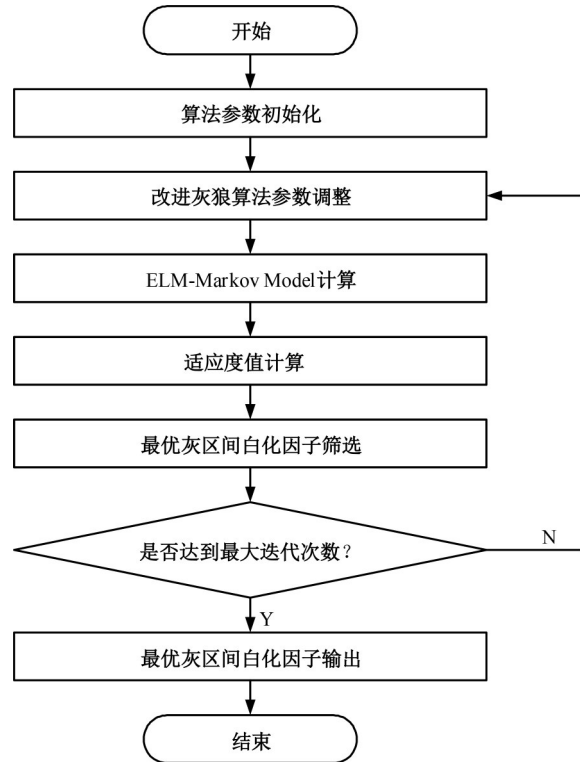 开始
算法参数初始化
改进灰狼算法参数调整
ELM-Markov Model计算
适应度值计算
最优灰区间白化因子筛选
是否达到最大迭代次数?
N
Y
最优灰区间白化因子输出
结束